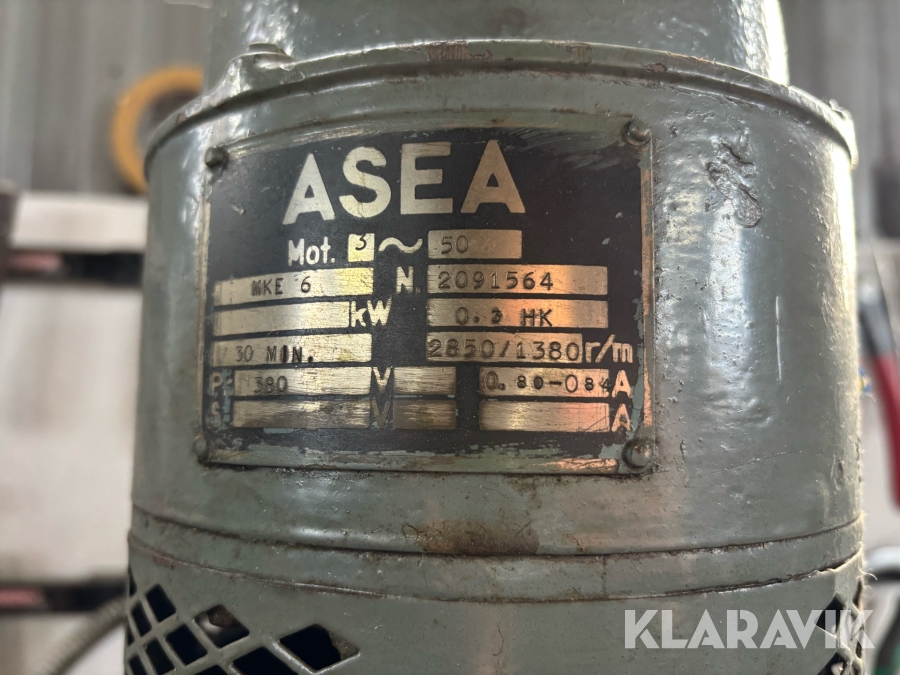 ASEA
Mot. 3 ~ 50
MKE 6 N. 2091564
kW 0.3 HK
30 MIN. 2850/1380 r/m
P 380 V 0.80-084 A
S V A
KLARAVIK